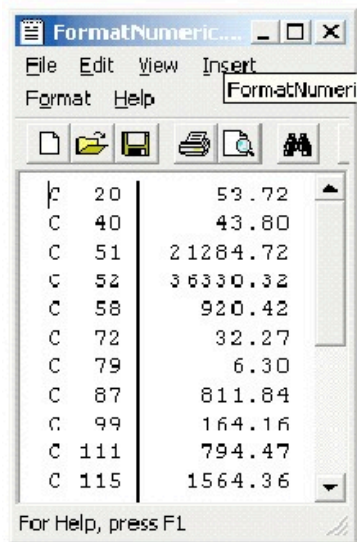 FormatNumeric....
File Edit View Insert
Format Help
FormatNumeri
C 20 53.72
C 40 43.80
C 51 21284.72
C 52 36330.32
C 58 920.42
C 72 32.27
C 79 6.30
C 87 811.84
C 99 164.16
C 111 794.47
C 115 1564.36
For Help, press F1